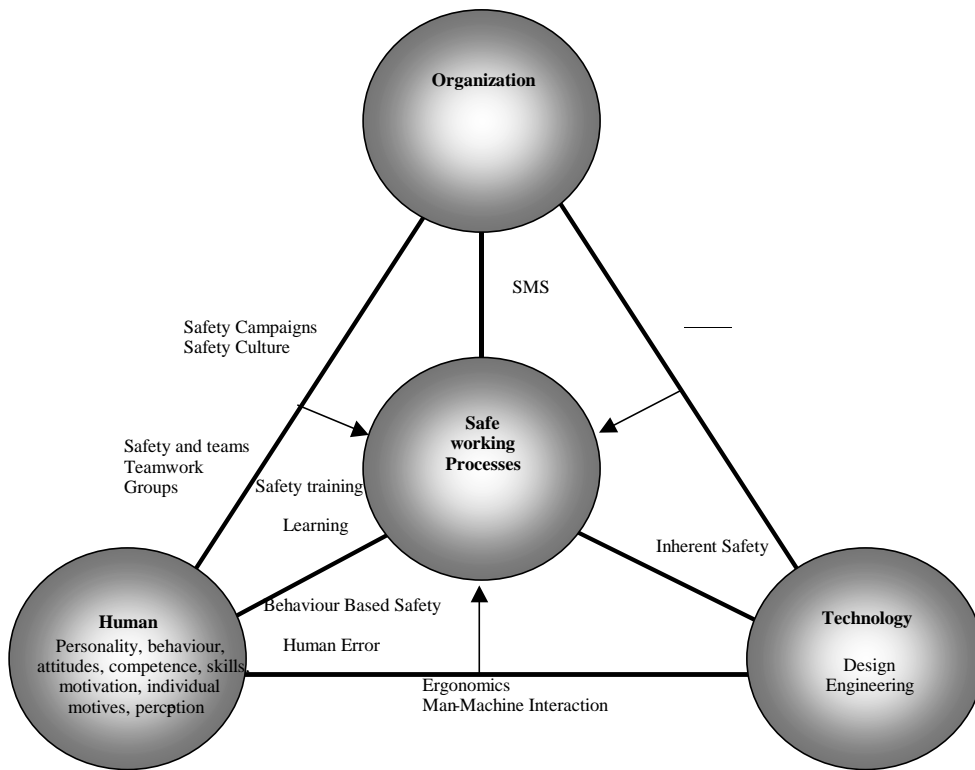 Organization
SMS
Safety Campaigns
Safety Culture
Safe
working
Processes
Safety and teams
Teamwork
Groups
Safety training
Learning
Inherent Safety
Behaviour Based Safety
Human Error
Human
Personality, behaviour,
attitudes, competence, skills,
motivation, individual
motives, perception
Technology
Design
Engineering
Ergonomics
Man-Machine Interaction